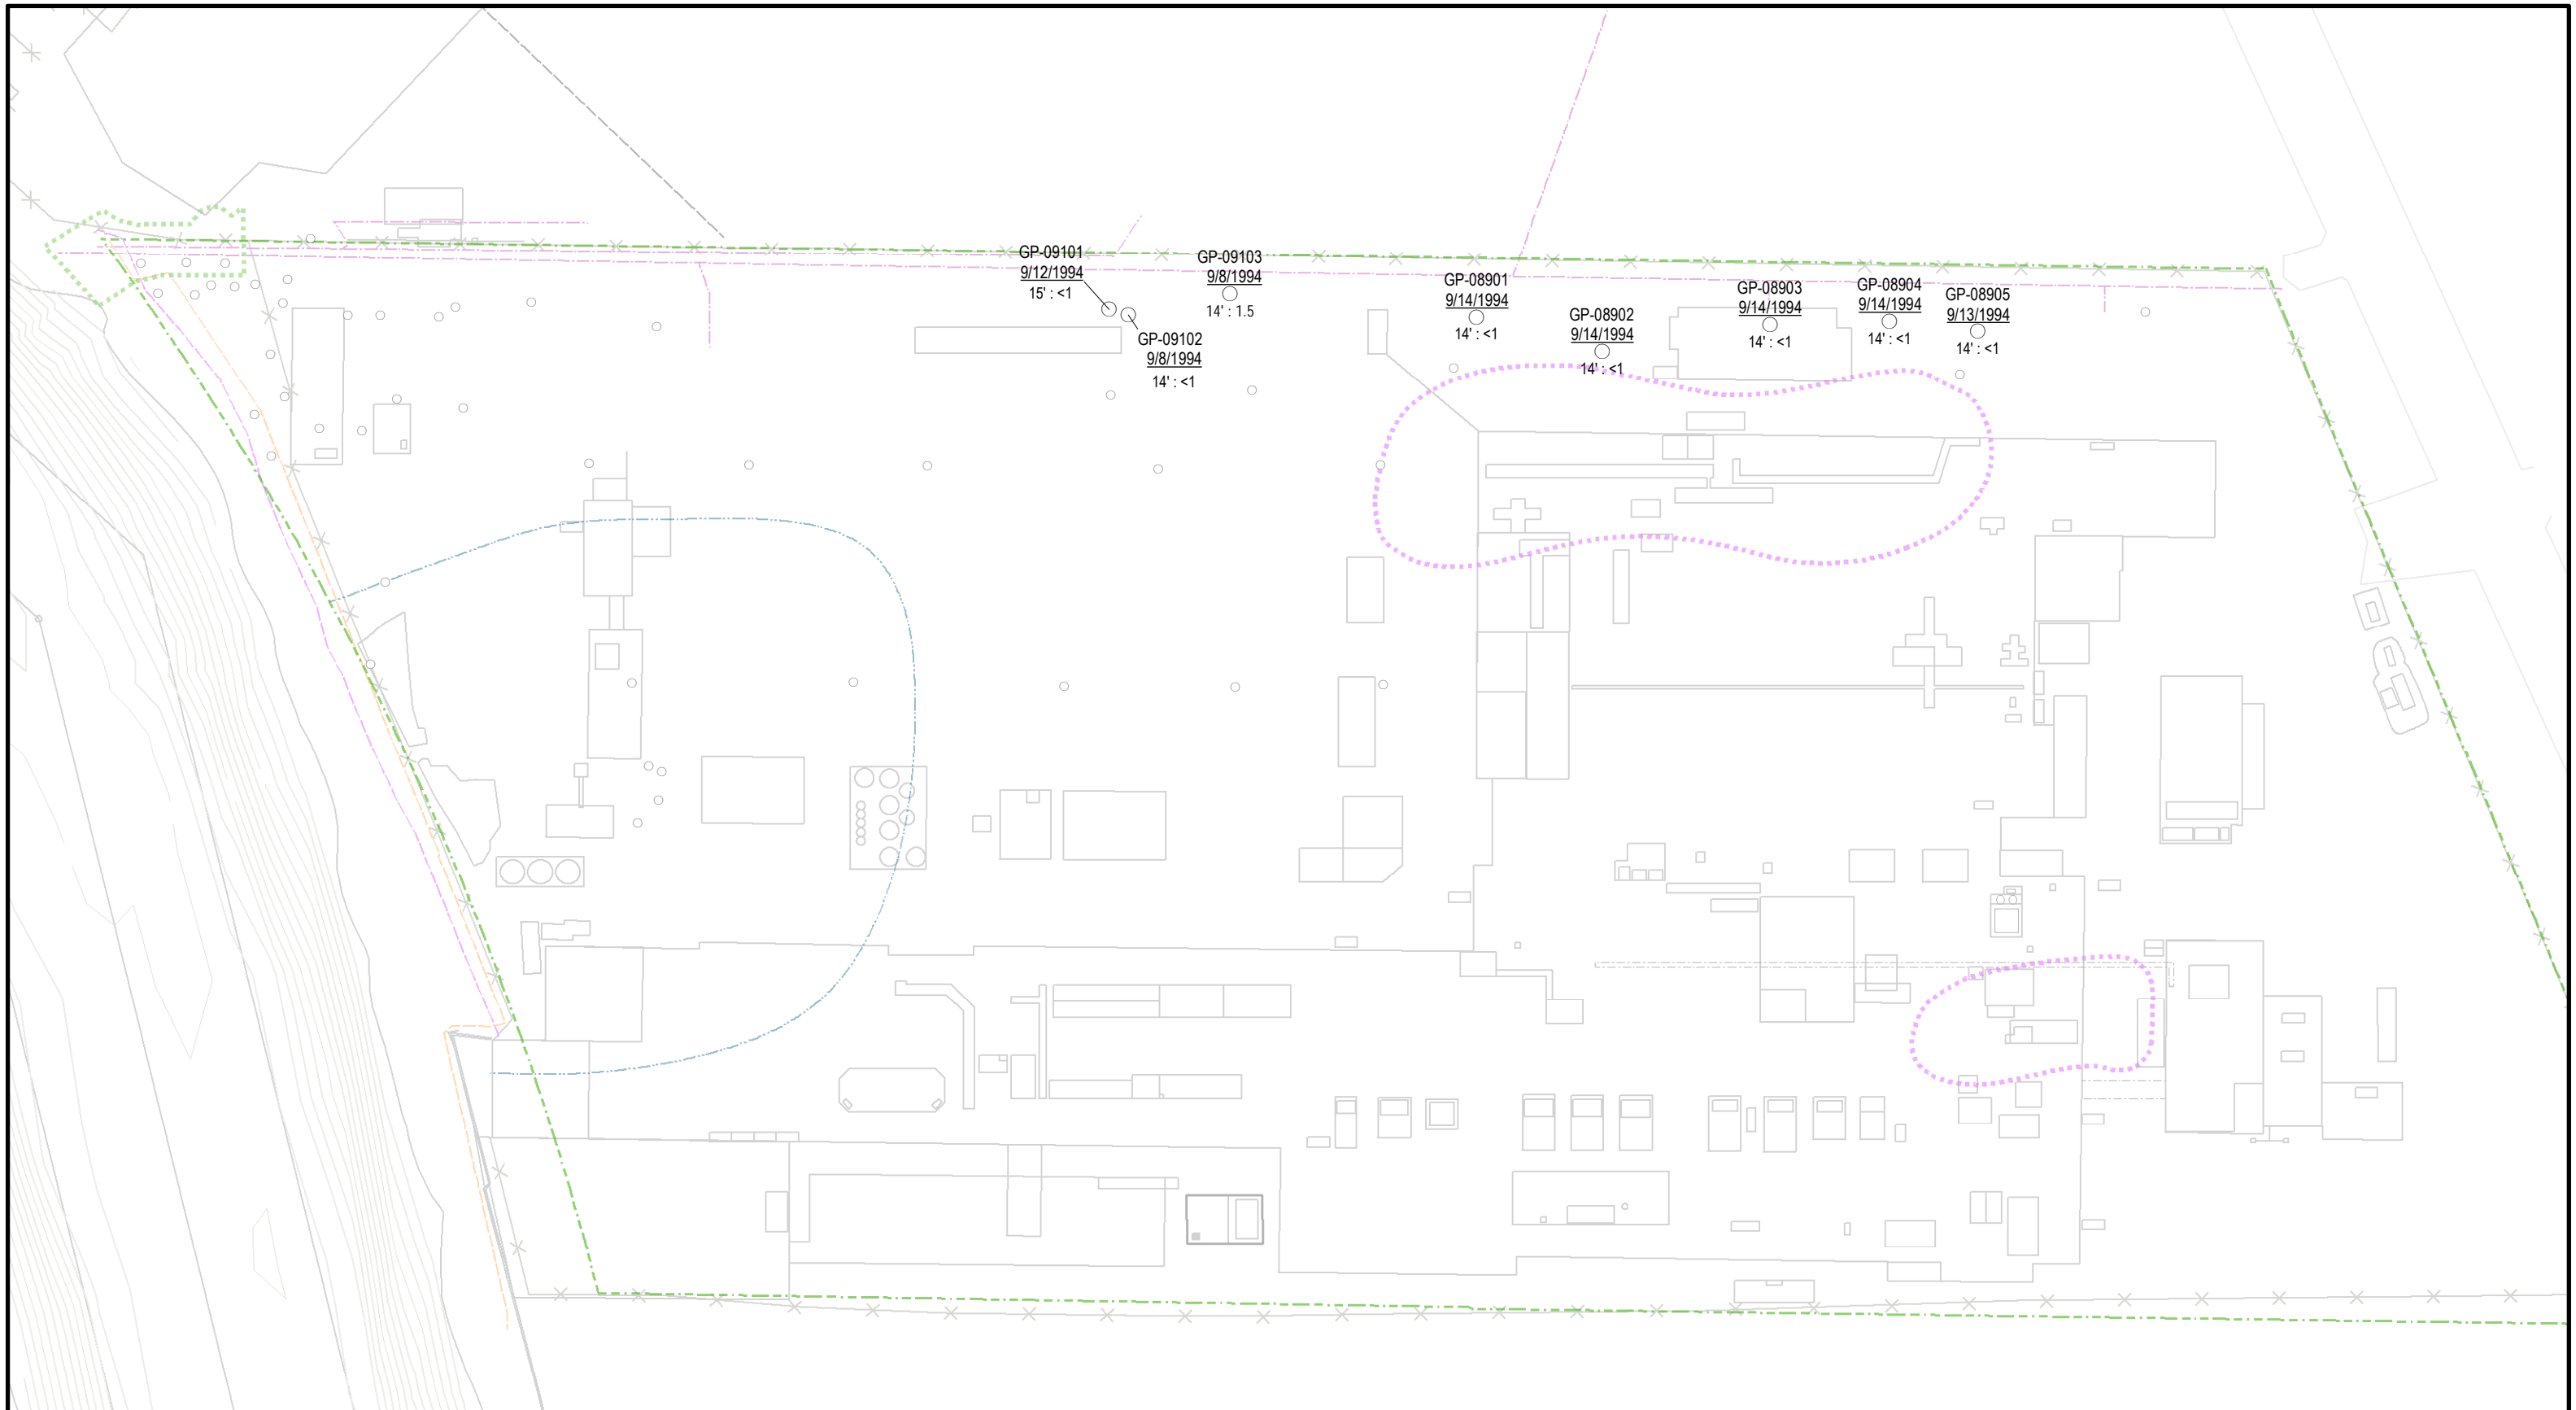 GP-09101
9/12/1994
15' : <1
GP-09102
9/8/1994
14' : <1
GP-09103
9/8/1994
14' : 1.5
GP-08901
9/14/1994
14' : <1
GP-08902
9/14/1994
14' : <1
GP-08903
9/14/1994
14' : <1
GP-08904
9/14/1994
14' : <1
GP-08905
9/13/1994
14' : <1